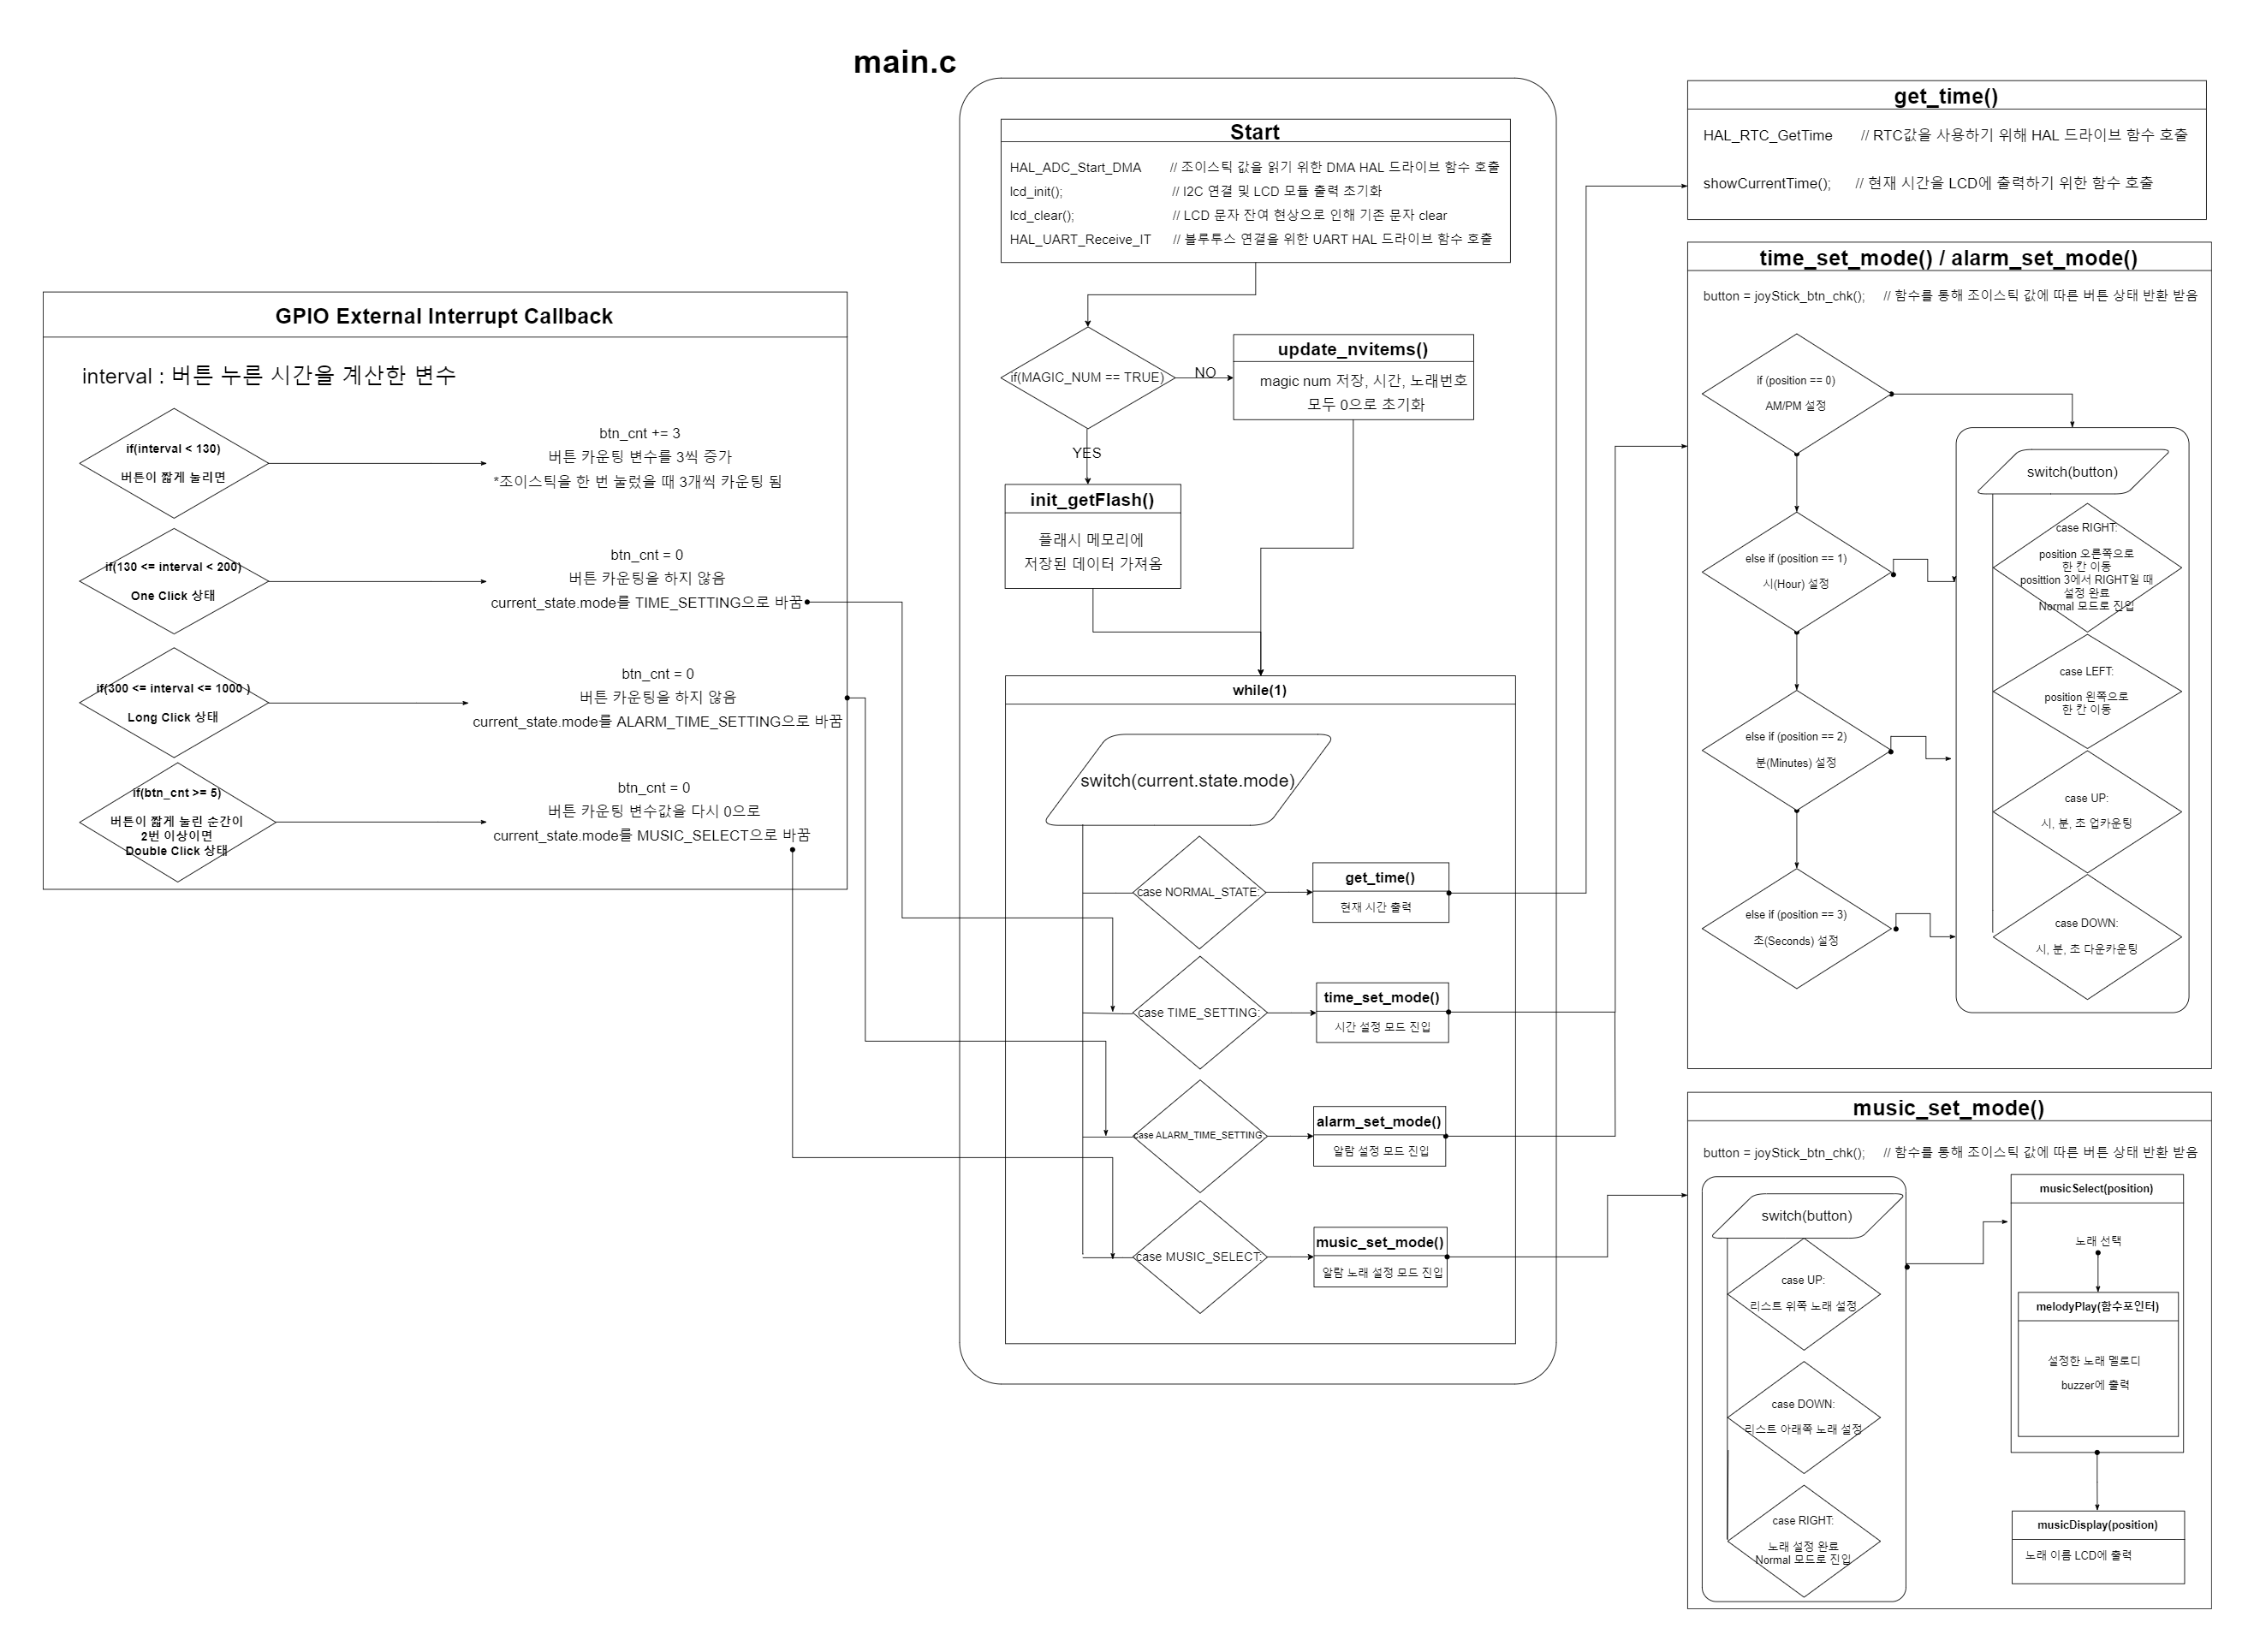 main.c
GPIO External Interrupt Callback
interval : 버튼 누른 시간을 계산한 변수
if(interval < 130)
버튼이 짧게 눌리면
btn_cnt += 3
버튼 카운팅 변수를 3씩 증가
*조이스틱을 한 번 눌렀을 때 3개씩 카운팅 됨
if(130 <= interval < 200)
One Click 상태
btn_cnt = 0
버튼 카운팅을 하지 않음
current_state.mode를 TIME_SETTING으로 바꿈
if(300 <= interval <= 1000 )
Long Click 상태
btn_cnt = 0
버튼 카운팅을 하지 않음
current_state.mode를 ALARM_TIME_SETTING으로 바꿈
if(btn_cnt >= 5)
버튼이 짧게 눌린 순간이
2번 이상이면
Double Click 상태
btn_cnt = 0
버튼 카운팅 변수값을 다시 0으로
current_state.mode를 MUSIC_SELECT으로 바꿈
Start
HAL_ADC_Start_DMA // 조이스틱 값을 읽기 위한 DMA HAL 드라이브 함수 호출
lcd_init(); // I2C 연결 및 LCD 모듈 출력 초기화
lcd_clear(); // LCD 문자 잔여 현상으로 인해 기존 문자 clear
HAL_UART_Receive_IT // 블루투스 연결을 위한 UART HAL 드라이브 함수 호출
if(MAGIC_NUM == TRUE)
NO
YES
update_nvitems()
magic num 저장, 시간, 노래번호
모두 0으로 초기화
init_getFlash()
플래시 메모리에
저장된 데이터 가져옴
while(1)
switch(current.state.mode)
case NORMAL_STATE:
get_time()
현재 시간 출력
case TIME_SETTING:
time_set_mode()
시간 설정 모드 진입
case ALARM_TIME_SETTING:
alarm_set_mode()
알람 설정 모드 진입
case MUSIC_SELECT:
music_set_mode()
알람 노래 설정 모드 진입
get_time()
HAL_RTC_GetTime // RTC값을 사용하기 위해 HAL 드라이브 함수 호출
showCurrentTime(); // 현재 시간을 LCD에 출력하기 위한 함수 호출
time_set_mode() / alarm_set_mode()
button = joyStick_btn_chk(); // 함수를 통해 조이스틱 값에 따른 버튼 상태 반환 받음
if (position == 0)
AM/PM 설정
else if (position == 1)
시(Hour) 설정
else if (position == 2)
분(Minutes) 설정
else if (position == 3)
초(Seconds) 설정
switch(button)
case RIGHT:
position 오른쪽으로
한 칸 이동
posittion 3에서 RIGHT일 때
설정 완료
Normal 모드로 진입
case LEFT:
position 왼쪽으로
한 칸 이동
case UP:
시, 분, 초 업카운팅
case DOWN:
시, 분, 초 다운카운팅
music_set_mode()
button = joyStick_btn_chk(); // 함수를 통해 조이스틱 값에 따른 버튼 상태 반환 받음
switch(button)
case UP:
리스트 위쪽 노래 설정
case DOWN:
리스트 아래쪽 노래 설정
case RIGHT:
노래 설정 완료
Normal 모드로 진입
musicSelect(position)
노래 선택
melodyPlay(함수포인터)
설정한 노래 멜로디
buzzer에 출력
musicDisplay(position)
노래 이름 LCD에 출력